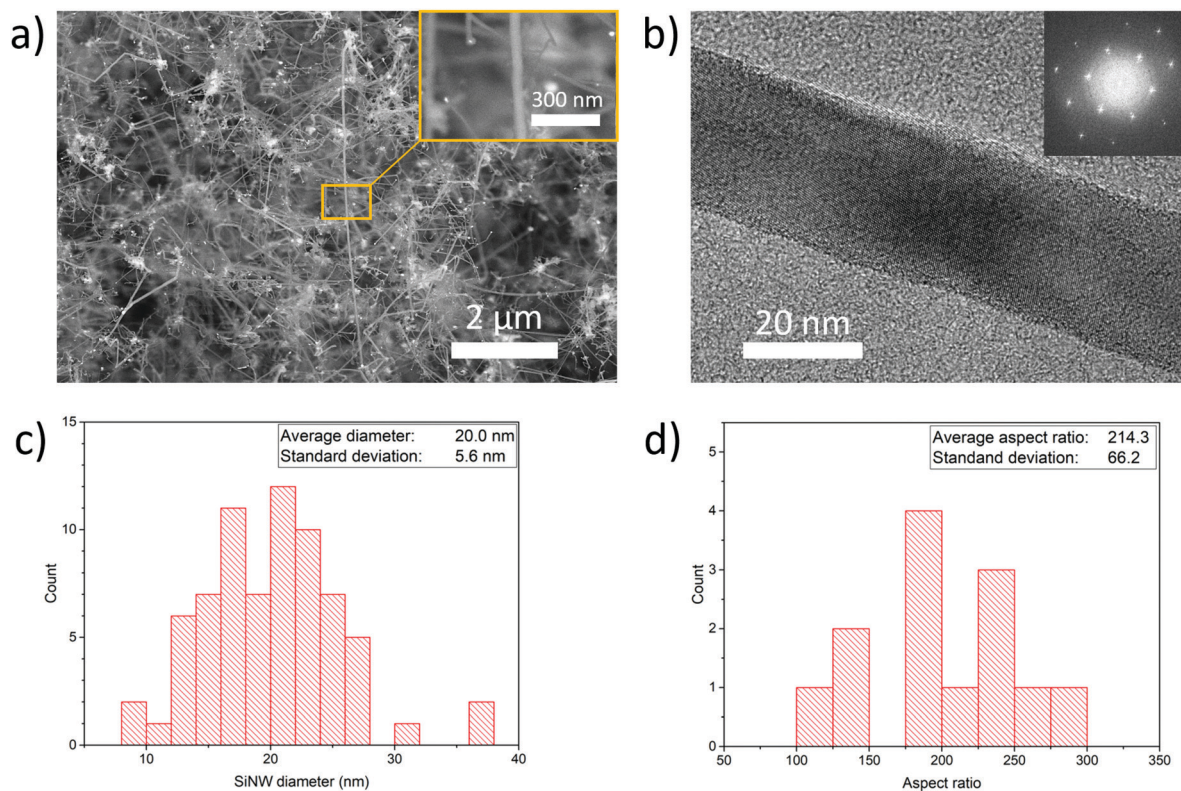 a)
300 nm
2 µm
b)
20 nm
c)
Average diameter: 20.0 nm
Standard deviation: 5.6 nm
15
10
5
0
Count
10 20 30 40
SiNW diameter (nm)
d)
Average aspect ratio: 214.3
Standand deviation: 66.2
5
4
3
2
1
0
Count
50 100 150 200 250 300 350
Aspect ratio